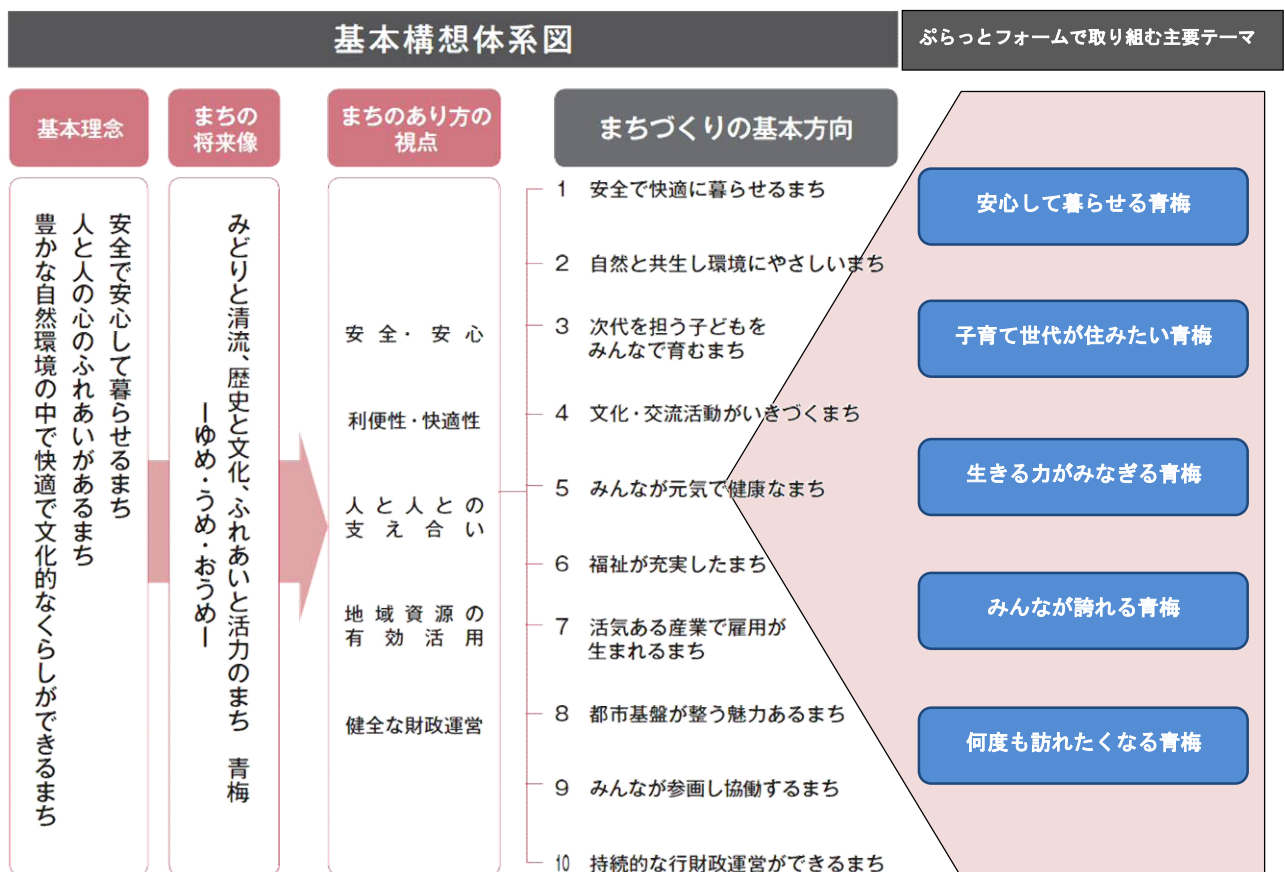 基本構想体系図
ぷらっとフォームで取り組む主要テーマ
基本理念
まちの
将来像
まちのあり方の
視点
まちづくりの基本方向
安全で安心して暮らせるまち
人と人の心のふれあいがあるまち
豊かな自然環境の中で快適で文化的なくらしができるまち
みどりと清流、歴史と文化、ふれあいと活力のまち　青梅
ーゆめ・うめ・おうめー
安全・安心
利便性・快適性
人と人との
支え合い
地域資源の
有効活用
健全な財政運営
1 安全で快適に暮らせるまち
2 自然と共生し環境にやさしいまち
3 次代を担う子どもを
みんなで育むまち
4 文化・交流活動がいきづくまち
5 みんなが元気で健康なまち
6 福祉が充実したまち
7 活気ある産業で雇用が
生まれるまち
8 都市基盤が整う魅力あるまち
9 みんなが参画し協働するまち
10 持続的な行財政運営ができるまち
安心して暮らせる青梅
子育て世代が住みたい青梅
生きる力がみなぎる青梅
みんなが誇れる青梅
何度も訪れたくなる青梅